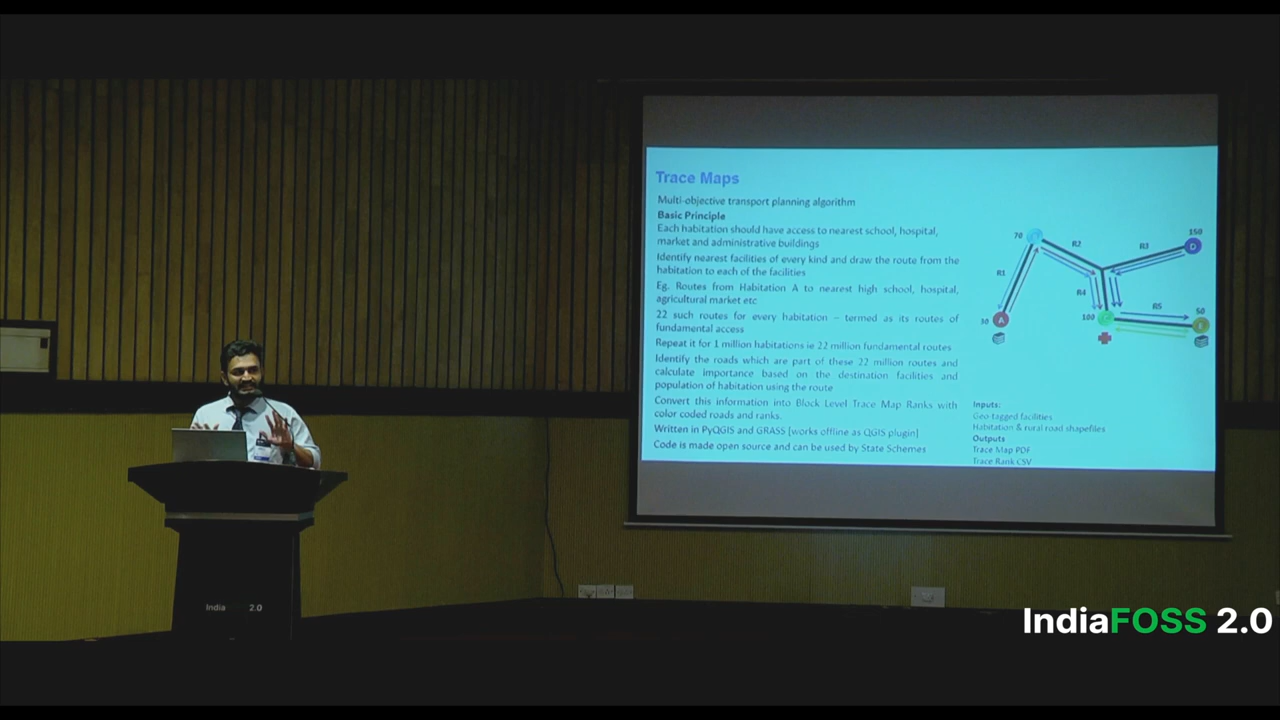 Trace Maps
Multi-objective transport planning algorithm
Basic Principle
Each habitation should have access to nearest school, hospital,
market and administrative buildings
Identify nearest facilities of every kind and draw the route from the
habitation to each of the facilities
Eg. Routes from Habitation A to nearest high school, hospital,
agricultural market etc
22 such routes for every habitation – termed as its routes of
fundamental access
Repeat it for 1 million habitations ie 22 million fundamental routes
Identify the roads which are part of these 22 million routes and
calculate importance based on the destination facilities and
population of habitation using the route
Convert this information into Block Level Trace Map Ranks with
color coded roads and ranks.
Written in PyQGIS and GRASS [works offline as QGIS plugin]
Code is made open source and can be used by State Schemes
70
R2
R3
150
D
R1
R4
R5
50
A
100
Inputs:
Geo tagged facilities
Habitation & rural road shapefiles
Outputs
Trace Map PDF
Trace Rank CSV
India 2.0
IndiaFOSS 2.0